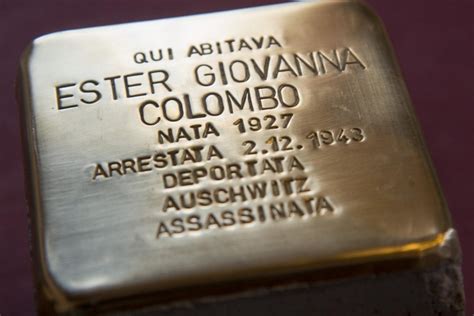 QUI ABITAVA
ESTER GIOVANNA
COLOMBO
NATA 1927
ARRESTATA 2.12.1943
DEPORTATA
AUSCHWITZ
ASSASSINATA